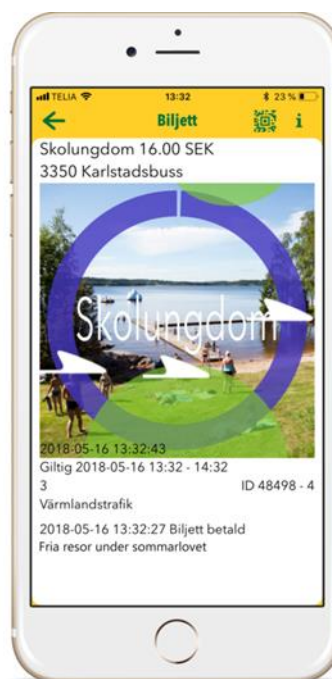 TELIA 13:32 23 %
Biljett i
Skolungdom 16.00 SEK
3350 Karlstadsbuss
Skolungdom
2018-05-16 13:32:43
Giltig 2018-05-16 13:32 - 14:32
3 ID 48498 - 4
Värmlandstrafik
2018-05-16 13:32:27 Biljett betald
Fria resor under sommarlovet